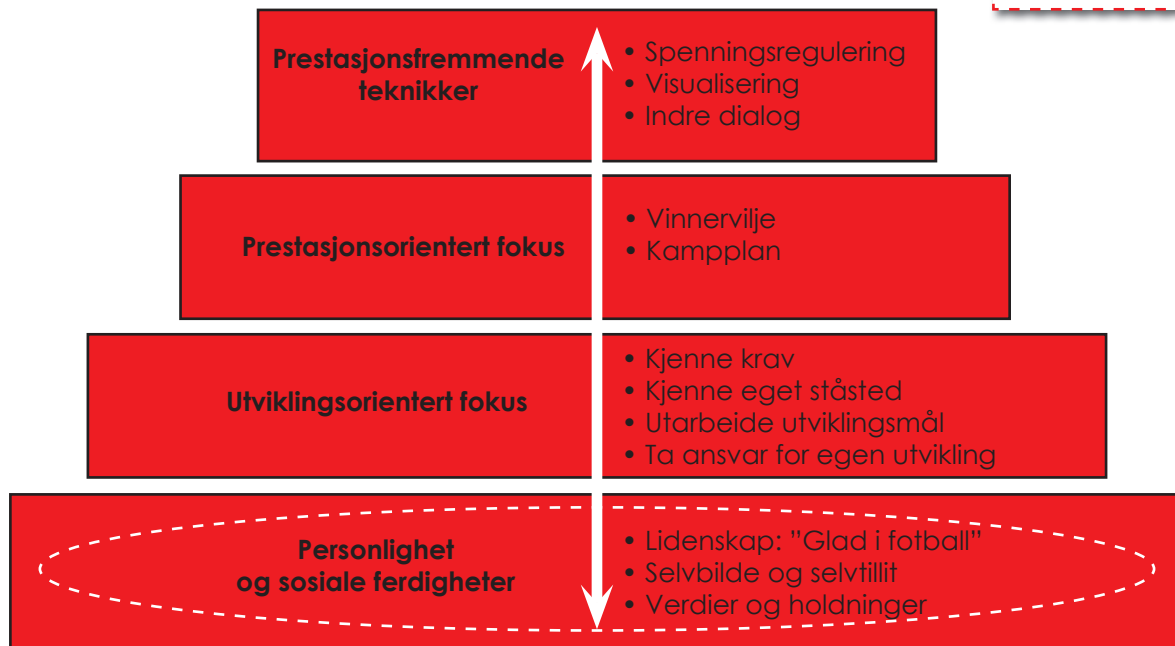 Prestasjonsfremmende
teknikker
• Spenningsregulering
• Visualisering
• Indre dialog
Prestasjonsorientert fokus
• Vinnervilje
• Kampplan
Utviklingsorientert fokus
• Kjenne krav
• Kjenne eget ståsted
• Utarbeide utviklingsmål
• Ta ansvar for egen utvikling
Personlighet
og sosiale ferdigheter
• Lidenskap: ”Glad i fotball”
• Selvbilde og selvtillit
• Verdier og holdninger